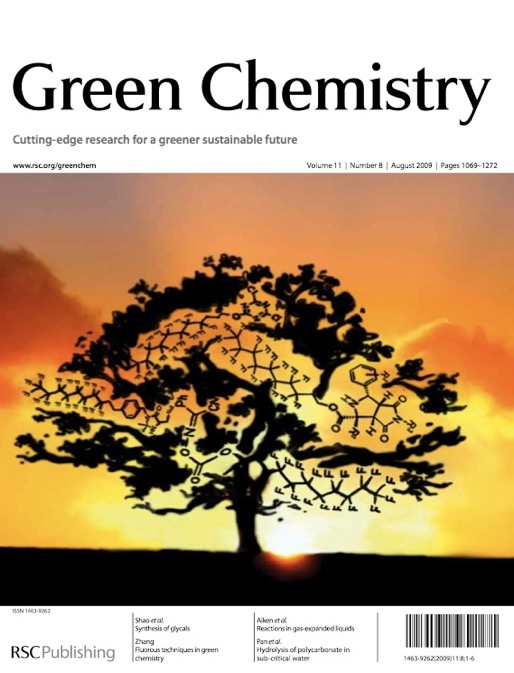 Green Chemistry
Cutting-edge research for a greener sustainable future
www.rsc.org/greenchem
Volume 11 | Number 8 | August 2009 | Pages 1069–1272
ISSN 1463-9262
Shao et al.
Synthesis of glycals
Zhang
Fluorous techniques in green
chemistry
Aiken et al.
Reactions in gas-expanded liquids
Pan et al.
Hydrolysis of polycarbonate in
sub-critical water
RSCPublishing
1463-9262(2009)11:8;1-6